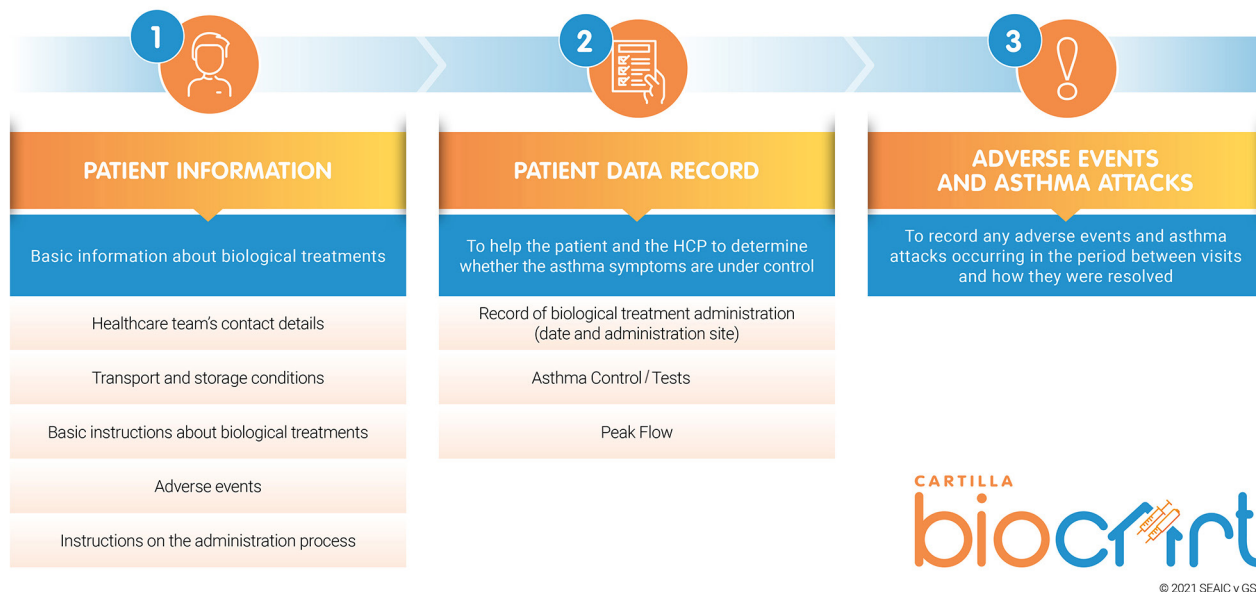 1
PATIENT INFORMATION
Basic information about biological treatments
Healthcare team's contact details
Transport and storage conditions
Basic instructions about biological treatments
Adverse events
Instructions on the administration process
2
PATIENT DATA RECORD
To help the patient and the HCP to determine
whether the asthma symptoms are under control
Record of biological treatment administration
(date and administration site)
Asthma Control / Tests
Peak Flow
3
ADVERSE EVENTS
AND ASTHMA ATTACKS
To record any adverse events and asthma
attacks occurring in the period between visits
and how they were resolved
CARTILLA
© 2021 SEAIC y GS